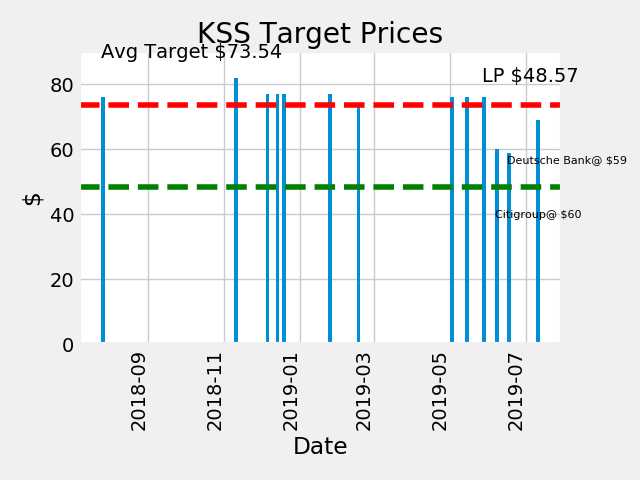 KSS Target Prices
Avg Target $73.54
LP $48.57
80
60
40
20
0
$
Deutsche Bank@ $59
Citigroup@ $60
2018-09
2018-11
2019-01
2019-03
2019-05
2019-07
Date